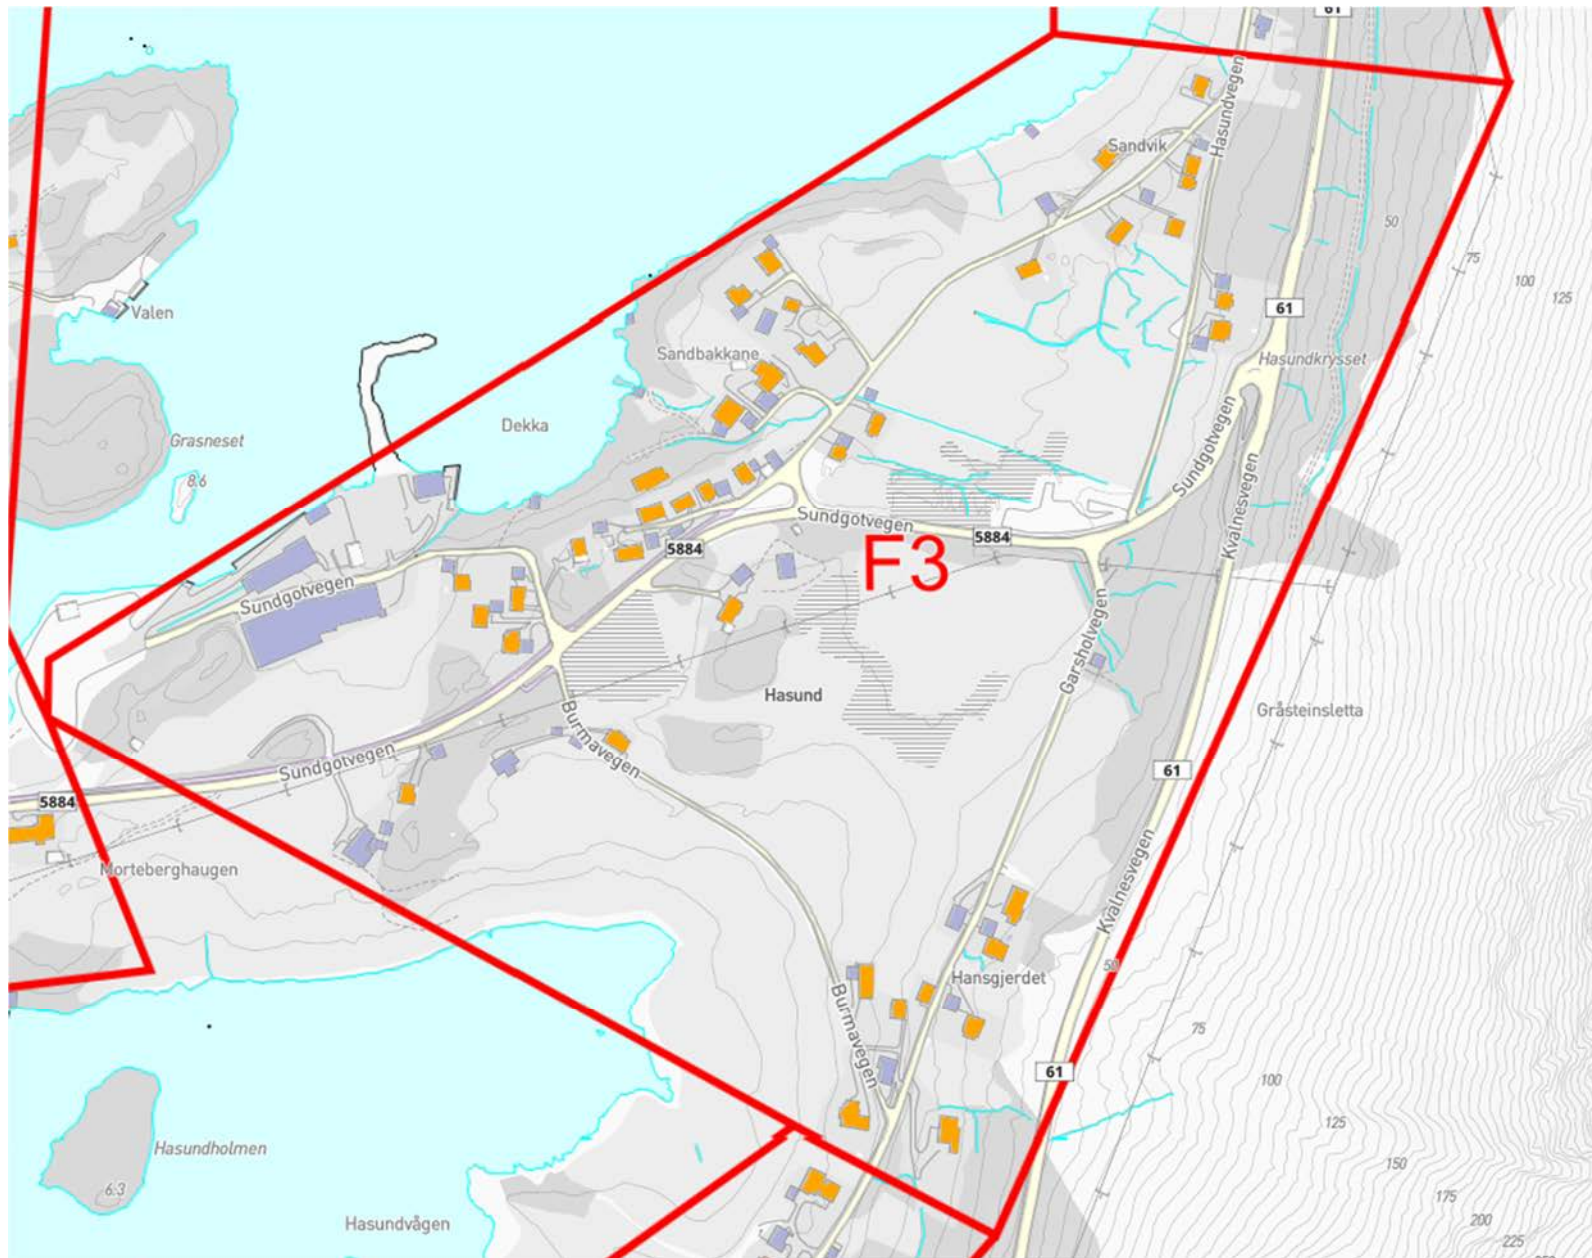 61
Hasundvegen
Sandvik
50
75
100
125
Valen
61
Sandbakkane
Hasundkrysset
Dekka
Grasneset
Sundgotvegen
Kvalnesvegen
8.6
Sundgotvegen
5884
5884
F3
Sundgotvegen
Garsholvegen
Hasund
Burmavegen
Gråsteinsletta
Sundgotvegen
61
5884
Morteberghaugen
Kvalnesvegen
50
Hansgjerdet
Burmavegen
75
61
100
125
Hasundholmen
150
6.3
175
Hasundvågen
200
225